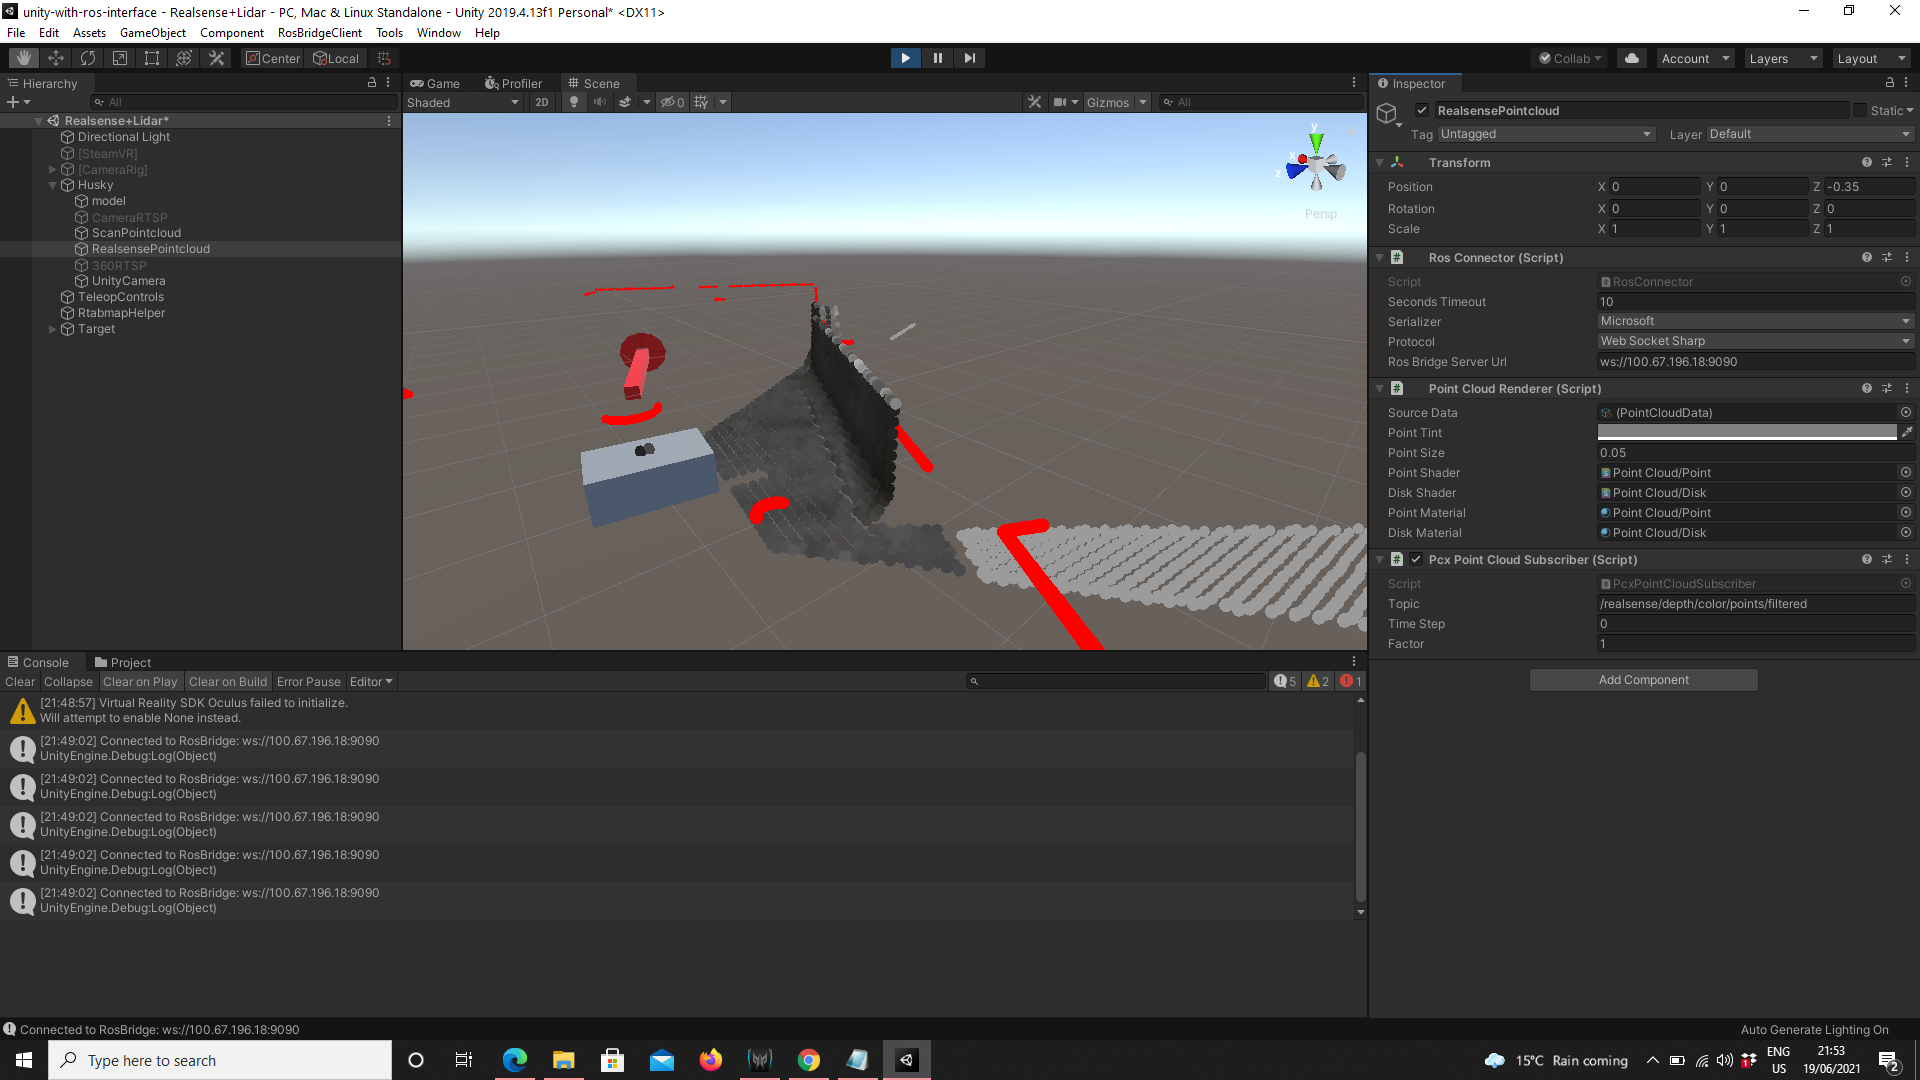 unity-with-ros-interface - Realsense+Lidar - PC, Mac & Linux Standalone - Unity 2019.4.13f1 Personal* <DX11>
File Edit Assets GameObject Component RosBridgeClient Tools Window Help
Center Local Collab Account Layers Layout
Hierarchy
All
Realsense+Lidar*
Directional Light
[SteamVR]
[CameraRig]
Husky
model
CameraRTSP
ScanPointcloud
RealsensePointcloud
360RTSP
UnityCamera
TeleopControls
RtabmapHelper
Target
Game Profiler Scene
Shaded 2D 0 Gizmos All
y
x
z
Persp
Inspector
RealsensePointcloud Static
Tag Untagged Layer Default
Transform
Position X 0 Y 0 Z -0.35
Rotation X 0 Y 0 Z 0
Scale X 1 Y 1 Z 1
Ros Connector (Script)
Script RosConnector
Seconds Timeout 10
Serializer Microsoft
Protocol Web Socket Sharp
Ros Bridge Server Url ws://100.67.196.18:9090
Point Cloud Renderer (Script)
Source Data (PointCloudData)
Point Tint
Point Size 0.05
Point Shader Point Cloud/Point
Disk Shader Point Cloud/Disk
Point Material Point Cloud/Point
Disk Material Point Cloud/Disk
Pcx Point Cloud Subscriber (Script)
Script PcxPointCloudSubscriber
Topic /realsense/depth/color/points/filtered
Time Step 0
Factor 1
Add Component
Console Project
Clear Collapse Clear on Play Clear on Build Error Pause Editor 5 2 1
[21:48:57] Virtual Reality SDK Oculus failed to initialize.
Will attempt to enable None instead.
[21:49:02] Connected to RosBridge: ws://100.67.196.18:9090
UnityEngine.Debug:Log(Object)
[21:49:02] Connected to RosBridge: ws://100.67.196.18:9090
UnityEngine.Debug:Log(Object)
[21:49:02] Connected to RosBridge: ws://100.67.196.18:9090
UnityEngine.Debug:Log(Object)
[21:49:02] Connected to RosBridge: ws://100.67.196.18:9090
UnityEngine.Debug:Log(Object)
[21:49:02] Connected to RosBridge: ws://100.67.196.18:9090
UnityEngine.Debug:Log(Object)
Connected to RosBridge: ws://100.67.196.18:9090 Auto Generate Lighting On
Type here to search
15°C Rain coming
ENG
US
21:53
19/06/2021
2